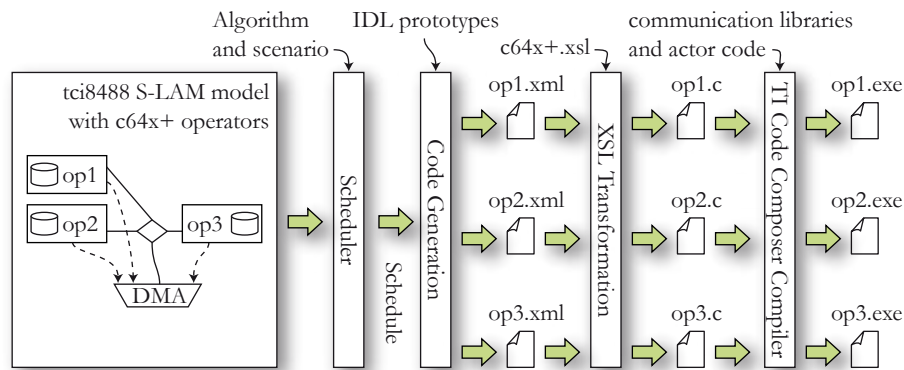 Algorithm
and scenario
IDL prototypes
c64x+.xsl
communication libraries
and actor code
tci8488 S-LAM model
with c64x+ operators
op1
op2
op3
DMA
Scheduler
Schedule
Code Generation
op1.xml
op2.xml
op3.xml
XSL Transformation
op1.c
op2.c
op3.c
TI Code Composer Compiler
op1.exe
op2.exe
op3.exe